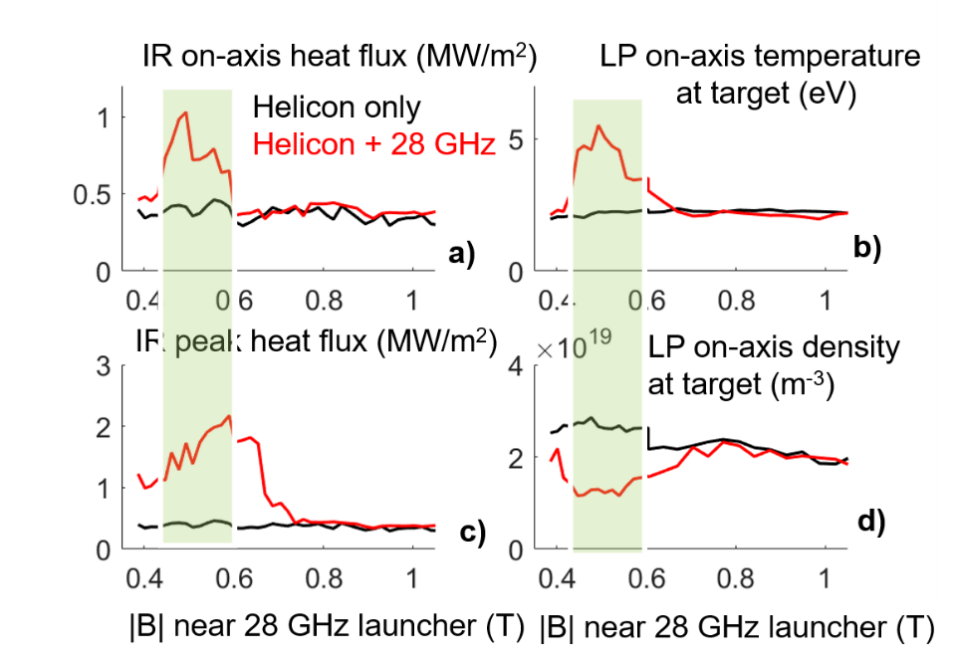 IR on-axis heat flux (MW/m²)
LP on-axis temperature
at target (eV)
Helicon only
Helicon + 28 GHz
1
0.5
0
0.4
0.6
0.8
1
a)
5
0
0.4
0.6
0.8
1
b)
IR peak heat flux (MW/m²)
×10¹⁹
LP on-axis density
at target (m⁻³)
3
2
1
0
0.4
0.6
0.8
1
c)
4
2
0
0.4
0.6
0.8
1
d)
|B| near 28 GHz launcher (T)
|B| near 28 GHz launcher (T)